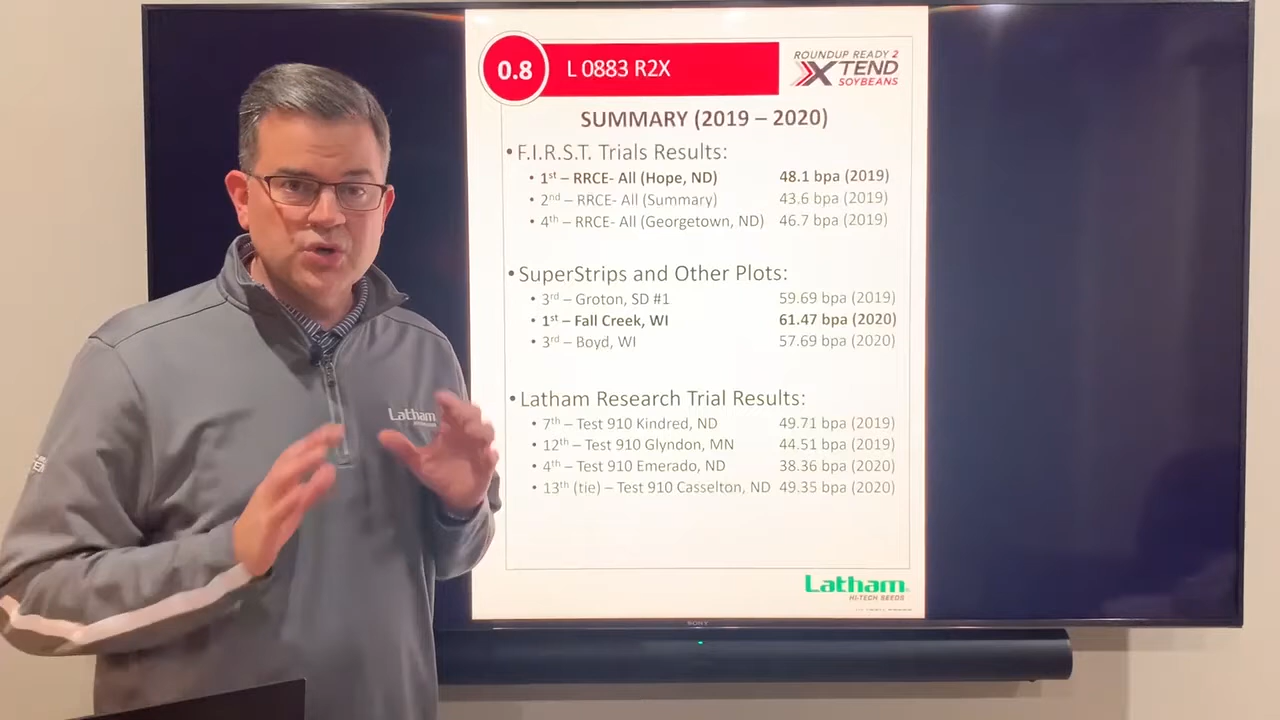 0.8
L 0883 R2X
ROUNDUP READY 2
XTEND
SOYBEANS
SUMMARY (2019 – 2020)
• F.I.R.S.T. Trials Results:
• 1st – RRCE- All (Hope, ND) 48.1 bpa (2019)
• 2nd – RRCE- All (Summary) 43.6 bpa (2019)
• 4th – RRCE- All (Georgetown, ND) 46.7 bpa (2019)
• SuperStrips and Other Plots:
• 3rd – Groton, SD #1 59.69 bpa (2019)
• 1st – Fall Creek, WI 61.47 bpa (2020)
• 3rd – Boyd, WI 57.69 bpa (2020)
• Latham Research Trial Results:
• 7th – Test 910 Kindred, ND 49.71 bpa (2019)
• 12th – Test 910 Glyndon, MN 44.51 bpa (2019)
• 4th – Test 910 Emerado, ND 38.36 bpa (2020)
• 13th (tie) – Test 910 Casselton, ND 49.35 bpa (2020)
Latham
HI-TECH SEEDS
SONY
Latham